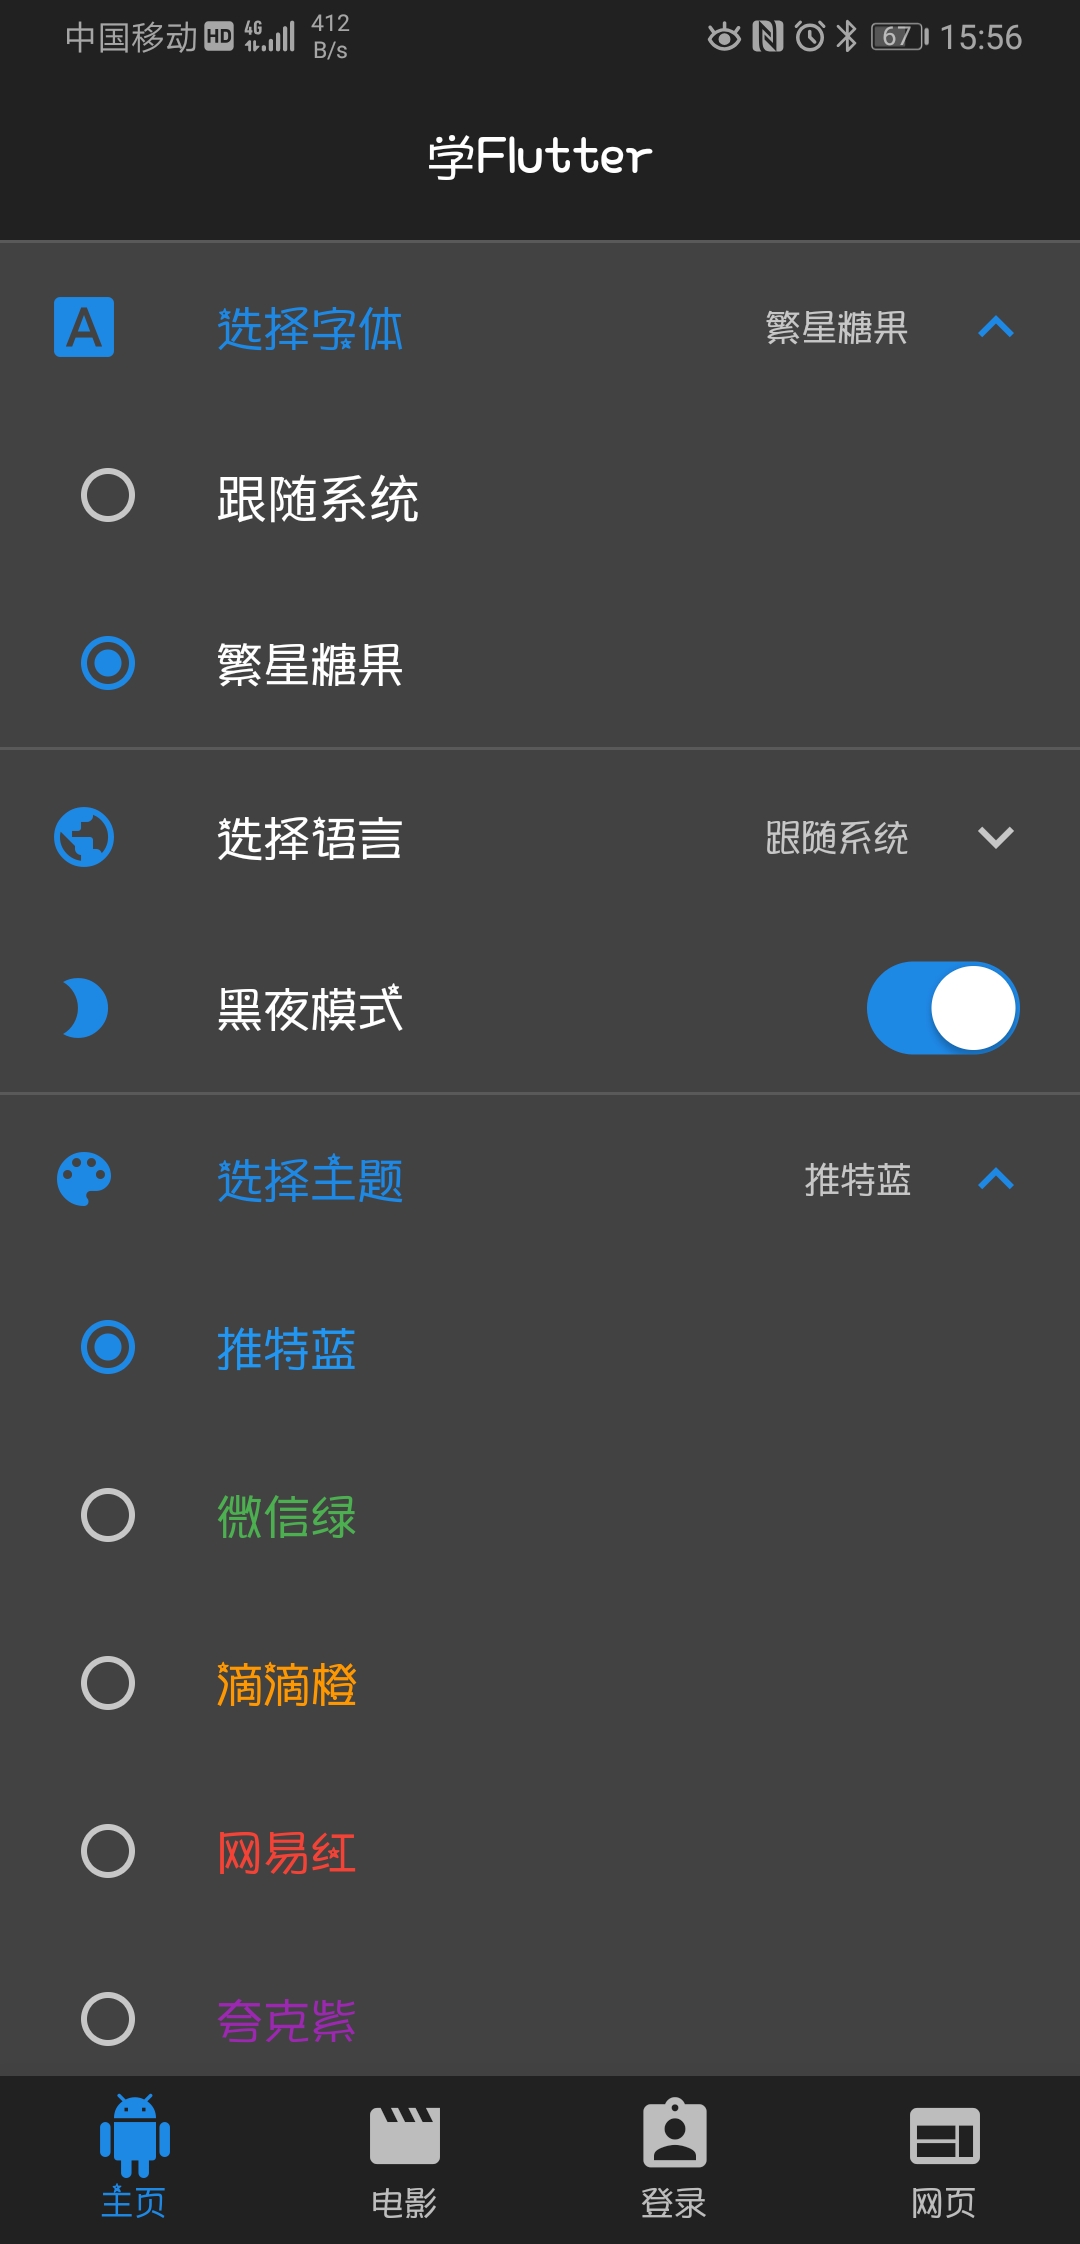 中国移动 HD 4G 412 B/s 67 15:56
学Flutter
A 选择字体 繁星糖果
跟随系统
繁星糖果
选择语言 跟随系统
黑夜模式
选择主题 推特蓝
推特蓝
微信绿
滴滴橙
网易红
夸克紫
主页 电影 登录 网页